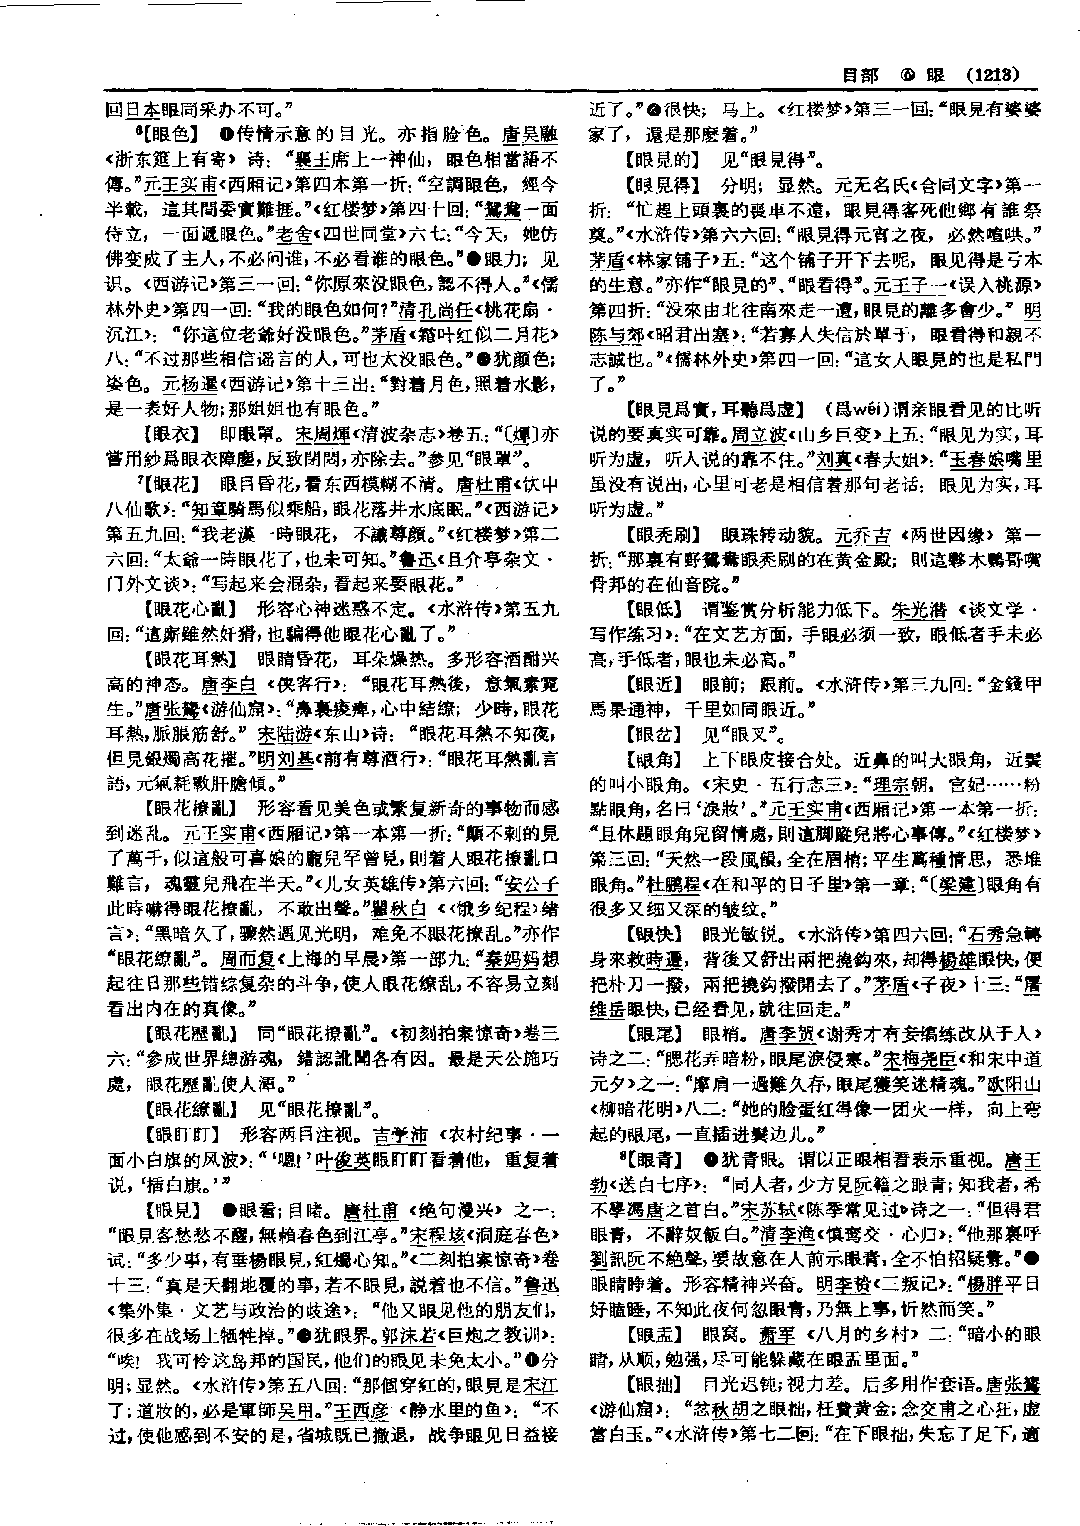 目部 ⑥ 眼 (1213)
回日本眼局采办不可。”
⁶【眼色】 ❶传情示意的目光。亦指脸色。唐吴融
《浙东筵上有寄》诗：“襄王席上一神仙，眼色相當語不
傳。”元王实甫《西厢记》第四本第一折：“空調眼色，經今
半載，這其間委實難捱。”《红楼梦》第四十回：“鴛鴦一面
侍立，一面遞眼色。”老舍《四世同堂》六七：“今天，她仿
佛变成了主人，不必问谁，不必看谁的眼色。”❷眼力；见
识。《西游记》第三一回：“你原來没眼色，認不得人。”《儒
林外史》第四一回：“我的眼色如何？”清孔尚任《桃花扇·
沉江》：“你這位老爺好没眼色。”茅盾《霜叶红似二月花》
八：“不过那些相信谣言的人，可也太没眼色。”❸犹颜色；
姿色。元杨暹《西游记》第十三出：“對着月色，照着水影，
是一表好人物；那姐姐也有眼色。”
【眼衣】 即眼罩。宋周煇《清波杂志》卷五：“〔煇〕亦
嘗用紗爲眼衣障塵，反致閉悶，亦除去。”参见“眼罩”。
⁷【眼花】 眼目昏花，看东西模糊不清。唐杜甫《饮中
八仙歌》：“知章騎馬似乘船，眼花落井水底眠。”《西游记》
第五九回：“我老漢一時眼花，不識尊顔。”《红楼梦》第二
六回：“太爺一時眼花了，也未可知。”鲁迅《且介亭杂文·
门外文谈》：“写起来会混杂，看起来要眼花。”
【眼花心亂】 形容心神迷惑不定。《水浒传》第五九
回：“這廝雖然奸猾，也騙得他眼花心亂了。”
【眼花耳熱】 眼睛昏花，耳朵燥热。多形容酒酣兴
高的神态。唐李白《侠客行》：“眼花耳熱後，意氣素霓
生。”唐张鷟《游仙窟》：“鼻裏痠痹，心中結繚；少時，眼花
耳熱，脈脹筋舒。”宋陆游《东山》诗：“眼花耳熱不知夜，
但見銀燭高花摧。”明刘基《前有尊酒行》：“眼花耳熱亂言
語，元氣耗散肝膽傾。”
【眼花撩亂】 形容看见美色或繁复新奇的事物而感
到迷乱。元王实甫《西厢记》第一本第一折：“顛不剌的見
了萬千，似這般可喜娘的龐兒罕曾見，則着人眼花撩亂口
難言，魂靈兒飛在半天。”《儿女英雄传》第六回：“安公子
此時嚇得眼花撩亂，不敢出聲。”瞿秋白《〈饿乡纪程〉绪
言》：“黑暗久了，骤然遇见光明，难免不眼花撩乱。”亦作
“眼花繚亂”。周而复《上海的早晨》第一部九：“秦妈妈想
起往日那些错综复杂的斗争，使人眼花缭乱，不容易立刻
看出内在的真像。”
【眼花歷亂】 同“眼花撩亂”。《初刻拍案惊奇》卷三
六：“參成世界總游魂，錯認訛聞各有因。最是天公施巧
處，眼花歷亂使人渾。”
【眼花繚亂】 见“眼花撩亂”。
【眼盯盯】 形容两目注视。吉学沛《农村纪事·一
面小白旗的风波》：“‘嗯！’叶俊英眼盯盯看着他，重复着
说，‘插白旗。’”
【眼見】 ❶眼看；目睹。唐杜甫《绝句漫兴》之一：
“眼見客愁愁不醒，無賴春色到江亭。”宋程垓《洞庭春色》
试：“多少事，有垂楊眼見，红燭心知。”《二刻拍案惊奇》卷
十三：“真是天翻地覆的事，若不眼見，説着也不信。”鲁迅
《集外集·文艺与政治的歧途》：“他又眼见他的朋友们，
很多在战场上牺牲掉。”❷犹眼界。郭沫若《巨炮之教训》：
“唉！我可怜这岛邦的国民，他们的眼见未免太小。”❸分
明；显然。《水浒传》第五八回：“那個穿紅的，眼見是宋江
了；道妝的，必是軍師吴用。”王西彦《静水里的鱼》：“不
过，使他感到不安的是，省城既已撤退，战争眼见日益接
近了。”❹很快；马上。《红楼梦》第三一回：“眼見有婆婆
家了，還是那麽着。”
【眼見的】 见“眼見得”。
【眼見得】 分明；显然。元无名氏《合同文字》第一
折：“忙趕上頭裏的喪車不遠，眼見得客死他鄉有誰祭
奠。”《水浒传》第六六回：“眼見得元宵之夜，必然喧哄。”
茅盾《林家铺子》五：“这个铺子开下去呢，眼见得是亏本
的生意。”亦作“眼見的”、“眼看得”。元王子一《误入桃源》
第四折：“没來由北往南來走一遭，眼見的離多會少。”明
陈与郊《昭君出塞》：“若寡人失信於單于，眼看得和親不
志誠也。”《儒林外史》第四一回：“這女人眼見的也是私門
了。”
【眼見爲實，耳聽爲虚】 （爲wéi）谓亲眼看见的比听
说的要真实可靠。周立波《山乡巨变》上五：“眼见为实，耳
听为虚，听人说的靠不住。”刘真《春大姐》：“玉春娘嘴里
虽没有说出，心里可老是相信着那句老话：眼见为实，耳
听为虚。”
【眼秃刷】 眼珠转动貌。元乔吉《两世因缘》第一
折：“那裏有野鴛鴦眼秃刷的在黄金殿；則這夥木鸚哥嘴
骨邦的在仙音院。”
【眼低】 谓鉴赏分析能力低下。朱光潜《谈文学·
写作练习》：“在文艺方面，手眼必须一致，眼低者手未必
高，手低者，眼也未必高。”
【眼近】 眼前；跟前。《水浒传》第三九回：“金錢甲
馬果通神，千里如同眼近。”
【眼岔】 见“眼叉”。
【眼角】 上下眼皮接合处。近鼻的叫大眼角，近鬓
的叫小眼角。《宋史·五行志三》：“理宗朝，宫妃……粉
點眼角，名曰‘淚妝’。”元王实甫《西厢记》第一本第一折：
“且休題眼角兒留情處，則這脚蹤兒將心事傳。”《红楼梦》
第三回：“天然一段風韻，全在眉梢；平生萬種情思，悉堆
眼角。”杜鹏程《在和平的日子里》第一章：“〔梁建〕眼角有
很多又细又深的皱纹。”
【眼快】 眼光敏锐。《水浒传》第四六回：“石秀急轉
身來救時遷，背後又舒出兩把撓鈎來，却得楊雄眼快，便
把朴刀一撥，兩把撓鈎撥開去了。”茅盾《子夜》十三：“屠
维岳眼快，已经看见，就往回走。”
【眼尾】 眼梢。唐李贺《谢秀才有妾缟练改从于人》
诗之二：“腮花弄暗粉，眼尾淚侵寒。”宋梅尧臣《和宋中道
元夕》之一：“摩肩一過難久存，眼尾獲笑迷精魂。”欧阳山
《柳暗花明》八二：“她的脸蛋红得像一团火一样，向上弯
起的眼尾，一直插进鬓边儿。”
⁸【眼青】 ❶犹青眼。谓以正眼相看表示重视。唐王
勃《送白七序》：“同人者，少方見阮籍之眼青；知我者，希
不學馮唐之首白。”宋苏轼《陈季常见过》诗之一：“但得君
眼青，不辭奴飯白。”清李渔《慎鸾交·心归》：“他那裏呼
劉訊阮不絶聲，要故意在人前示眼青，全不怕招疑釁。”❷
眼睛睁着。形容精神兴奋。明李贽《三叛记》：“楊胖平日
好瞌睡，不知此夜何忽眼青，乃無上事，忻然而笑。”
【眼盂】 眼窝。萧军《八月的乡村》二：“暗小的眼
睛，从顺，勉强，尽可能躲藏在眼盂里面。”
【眼拙】 目光迟钝；视力差。后多用作套语。唐张鷟
《游仙窟》：“忿秋胡之眼拙，枉費黄金；念交甫之心狂，虚
當白玉。”《水浒传》第七二回：“在下眼拙，失忘了足下，適